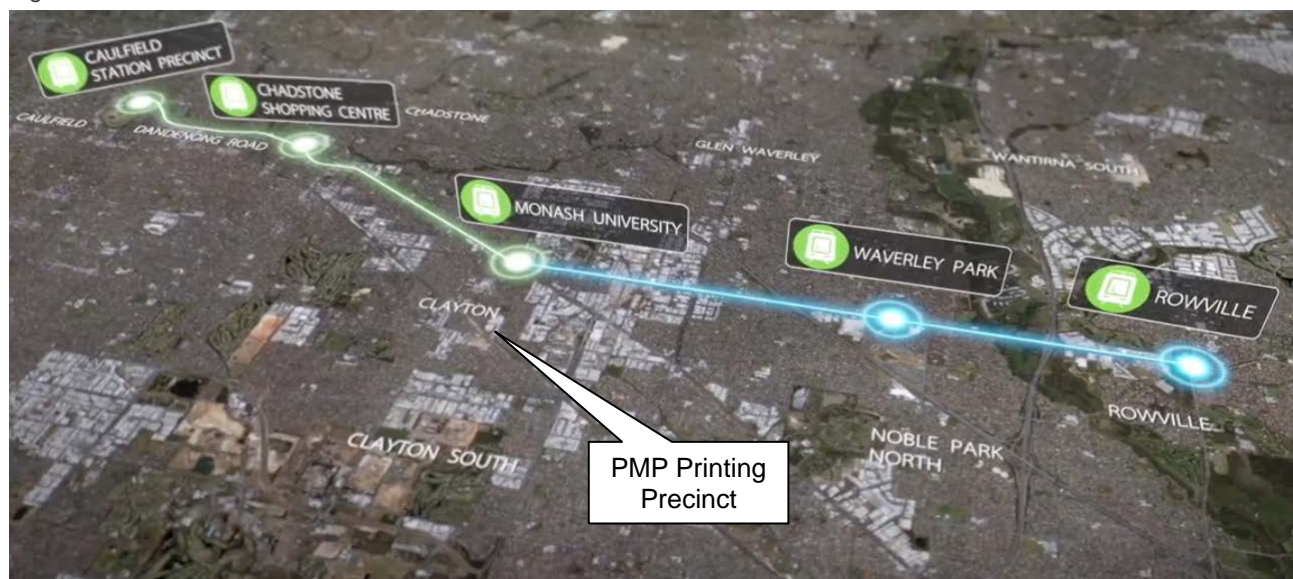 CAULFIELD
STATION PRECINCT
CHADSTONE
SHOPPING CENTRE
CHADSTONE
CAULFIELD
DANDENONG ROAD
GLEN WAVERLEY
WANTIRNA SOUTH
MONASH UNIVERSITY
WAVERLEY PARK
ROWVILLE
CLAYTON
ROWVILLE
CLAYTON SOUTH
NOBLE PARK
NORTH
PMP Printing
Precinct